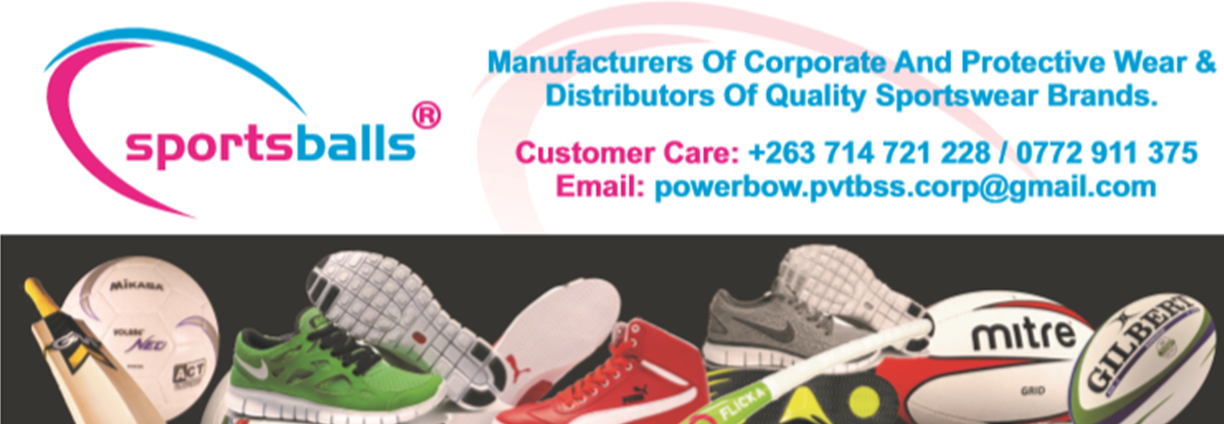 sportsballs®
Manufacturers Of Corporate And Protective Wear &
Distributors Of Quality Sportswear Brands.
Customer Care: +263 714 721 228 / 0772 911 375
Email: powerbow.pvtbss.corp@gmail.com
MIKASA
NEO
ACT
FLICKA
mitre
GRID
GILBERT